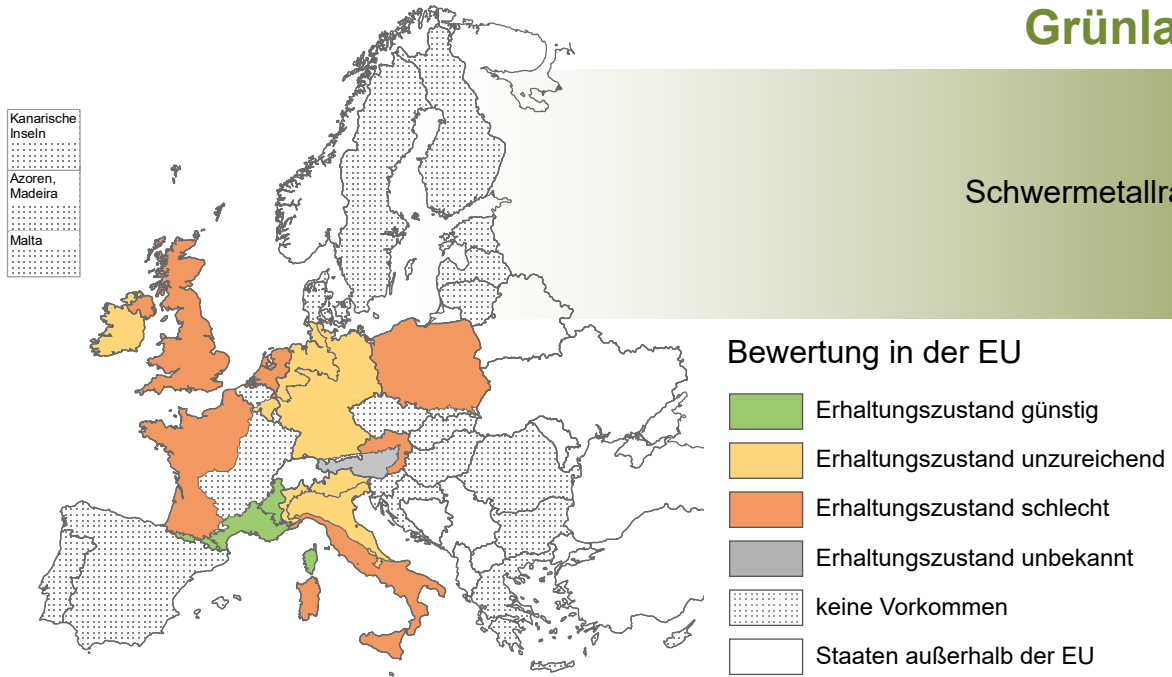 Grünla
Kanarische
Inseln
Azoren,
Madeira
Malta
Schwermetallra
Bewertung in der EU
Erhaltungszustand günstig
Erhaltungszustand unzureichend
Erhaltungszustand schlecht
Erhaltungszustand unbekannt
keine Vorkommen
Staaten außerhalb der EU